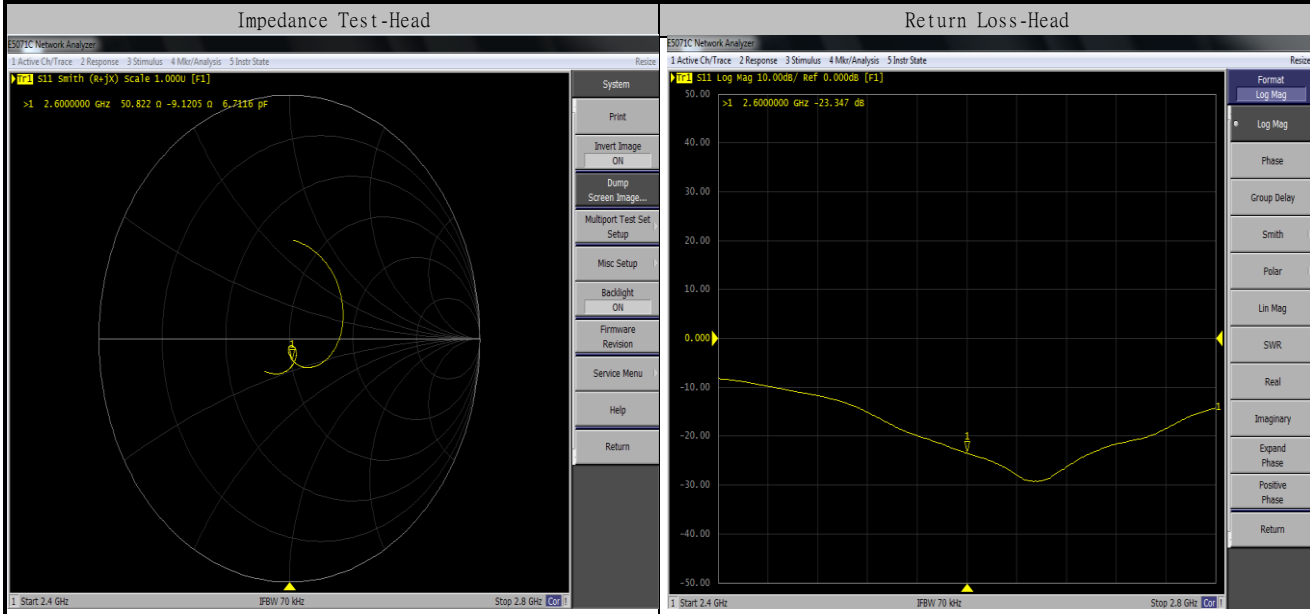 Impedance Test-Head
E5071C Network Analyzer
1 Active Ch/Trace 2 Response 3 Stimulus 4 Mkr/Analysis 5 Instr State
Resize
Tr1 S11 Smith (R+jX) Scale 1.000U [F1]
>1 2.6000000 GHz 50.822 Ω -9.1205 Ω 6.7116 pF
1
System
Print
Invert Image
ON
Dump
Screen Image...
Multiport Test Set
Setup
Misc Setup
Backlight
ON
Firmware
Revision
Service Menu
Help
Return
1 Start 2.4 GHz
IFBW 70 kHz
Stop 2.8 GHz Cor !
Return Loss-Head
E5071C Network Analyzer
1 Active Ch/Trace 2 Response 3 Stimulus 4 Mkr/Analysis 5 Instr State
Resize
Tr1 S11 Log Mag 10.00dB/ Ref 0.000dB [F1]
50.00
>1 2.6000000 GHz -23.347 dB
40.00
30.00
20.00
10.00
0.000
-10.00
-20.00
-30.00
-40.00
-50.00
1
1
Format
Log Mag
Log Mag
Phase
Group Delay
Smith
Polar
Lin Mag
SWR
Real
Imaginary
Expand
Phase
Positive
Phase
Return
1 Start 2.4 GHz
IFBW 70 kHz
Stop 2.8 GHz Cor !